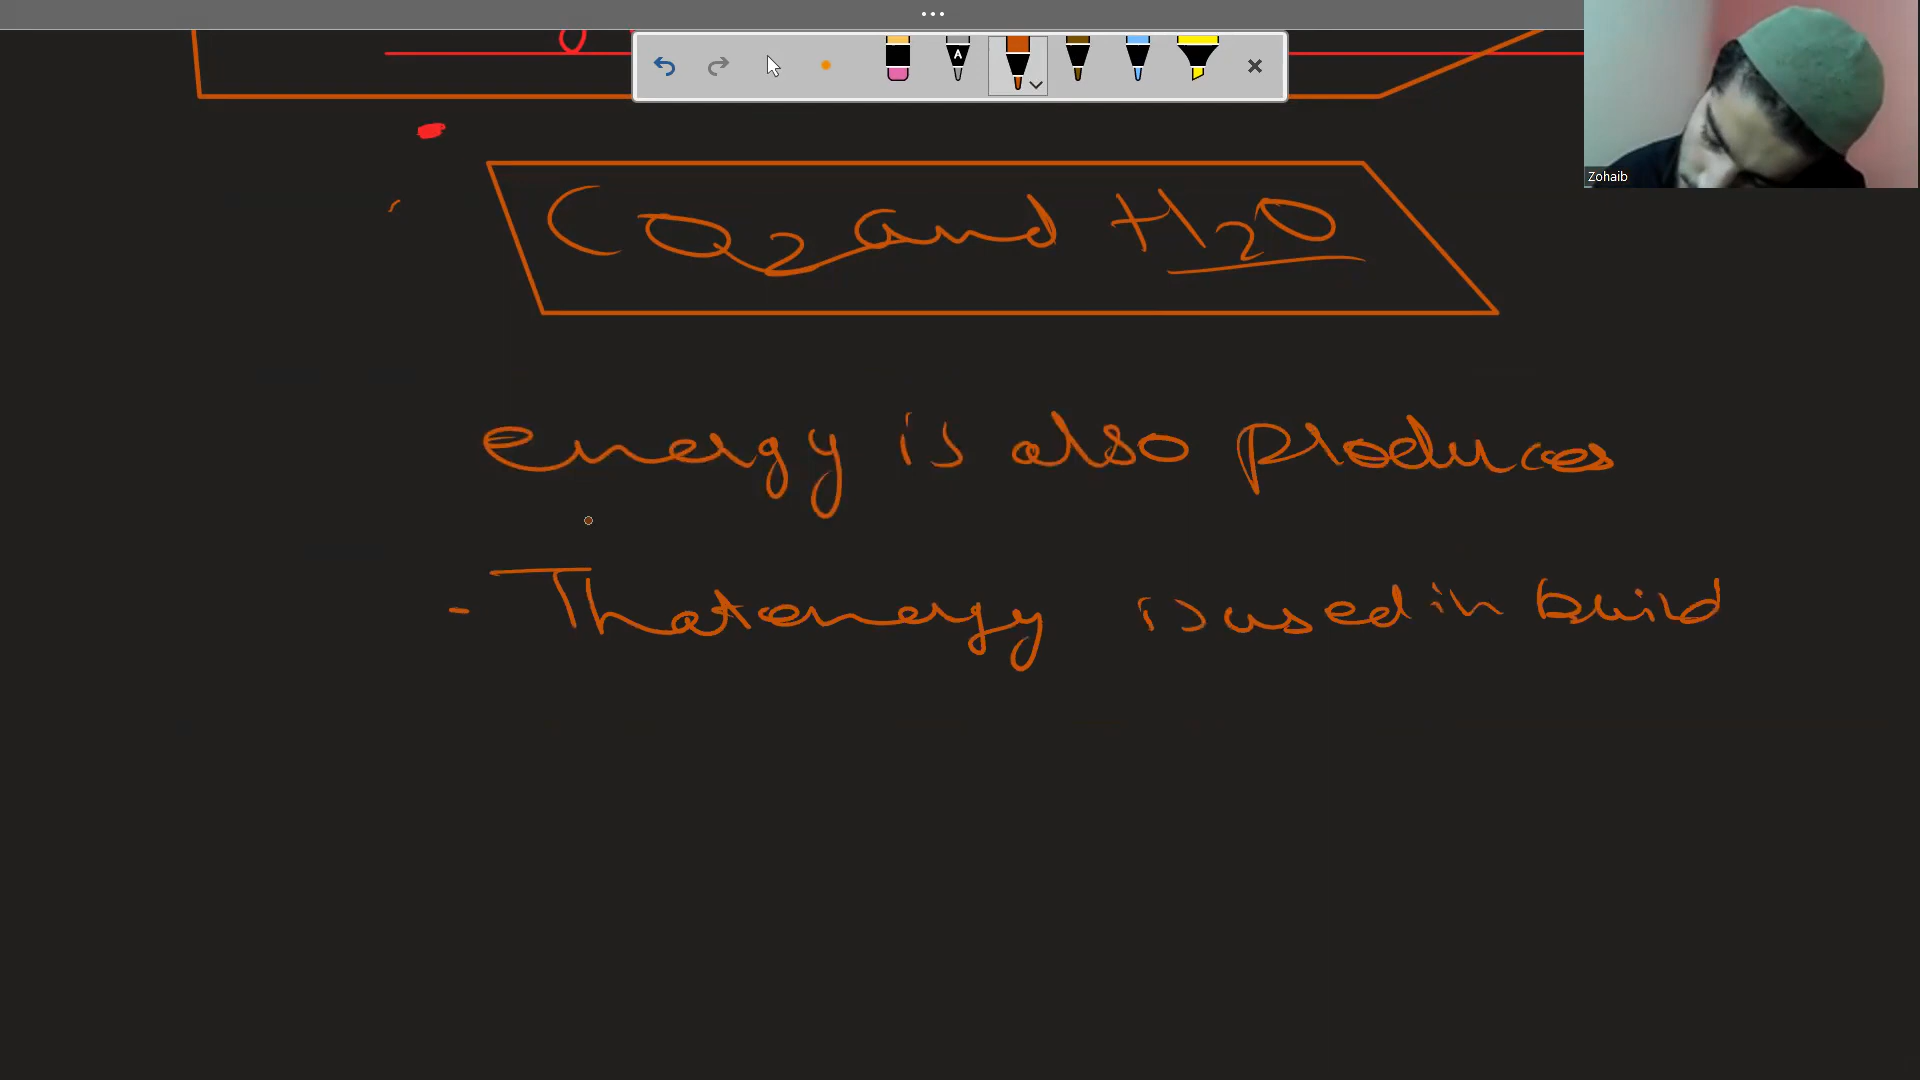 A
Zohaib
CO2 and H2O
energy is also produces
- That energy is used in build